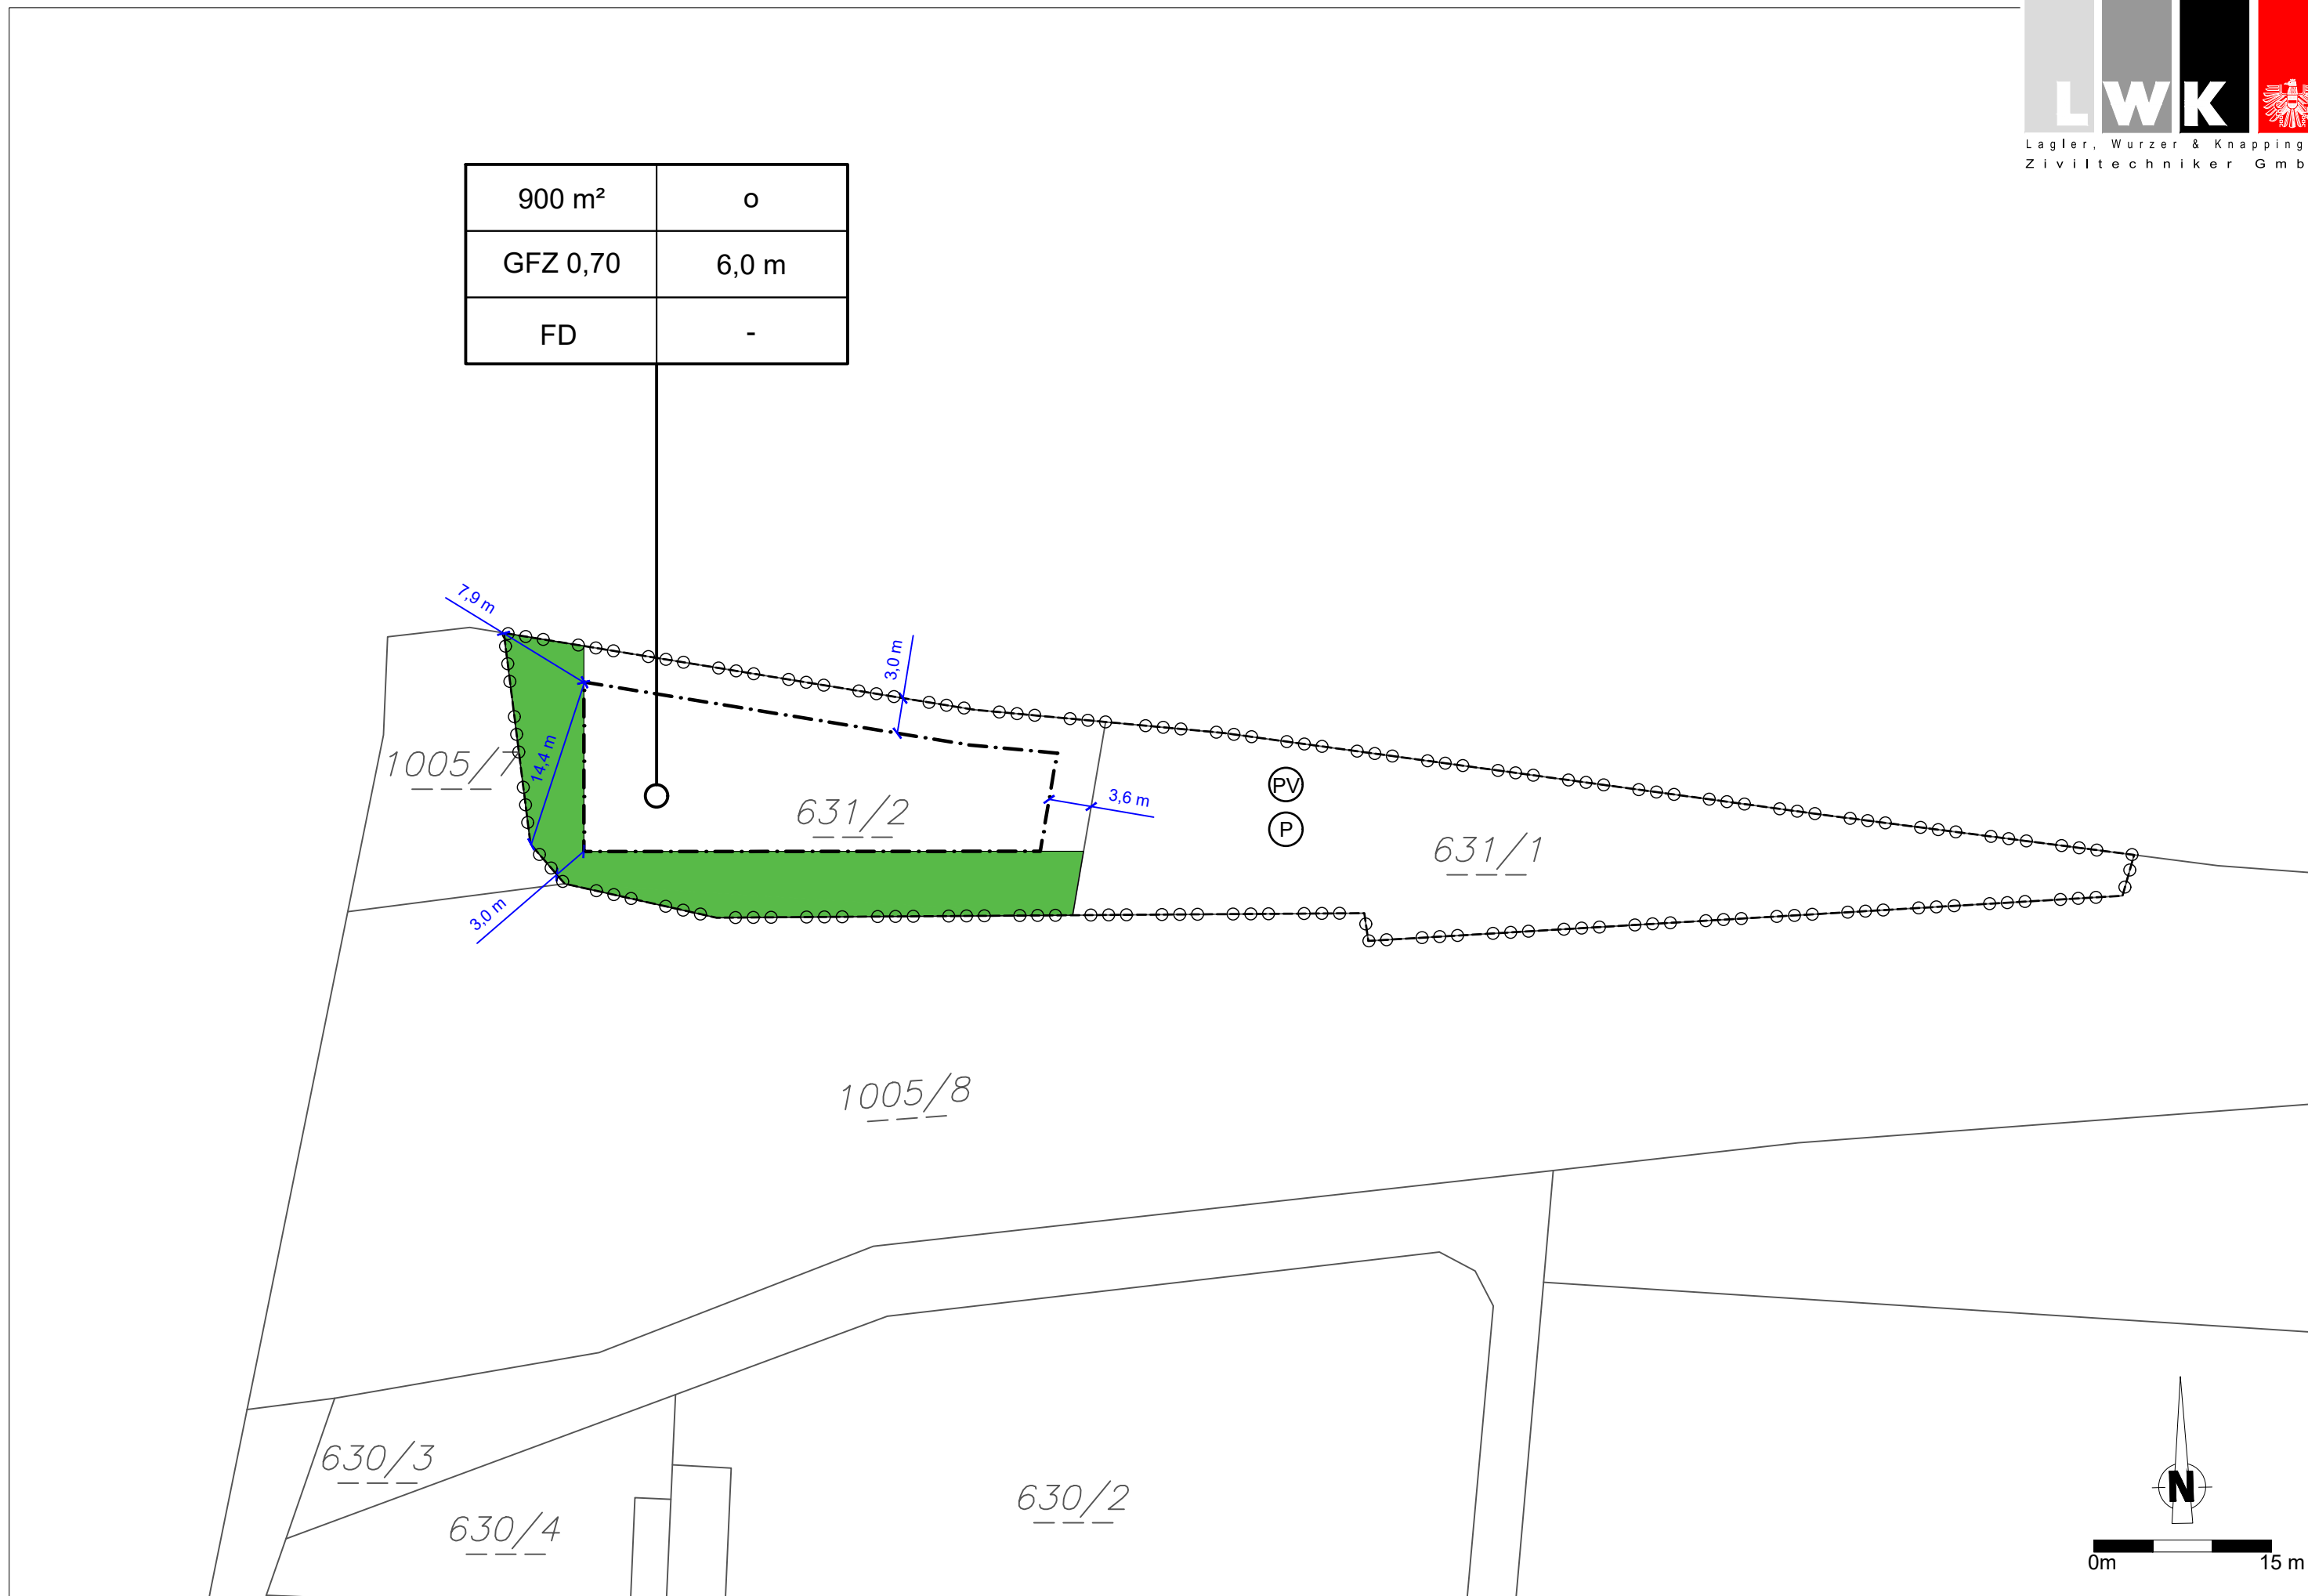 LWK
Lagler, Wurzer & Knapping
Ziviltechniker Gmb
900 m² o
GFZ 0,70 6,0 m
FD -
7,9 m
3,0 m
14,4 m
3,6 m
3,0 m
1005/7
631/2
PV
P
631/1
1005/8
630/3
630/4
630/2
N
0m 15 m